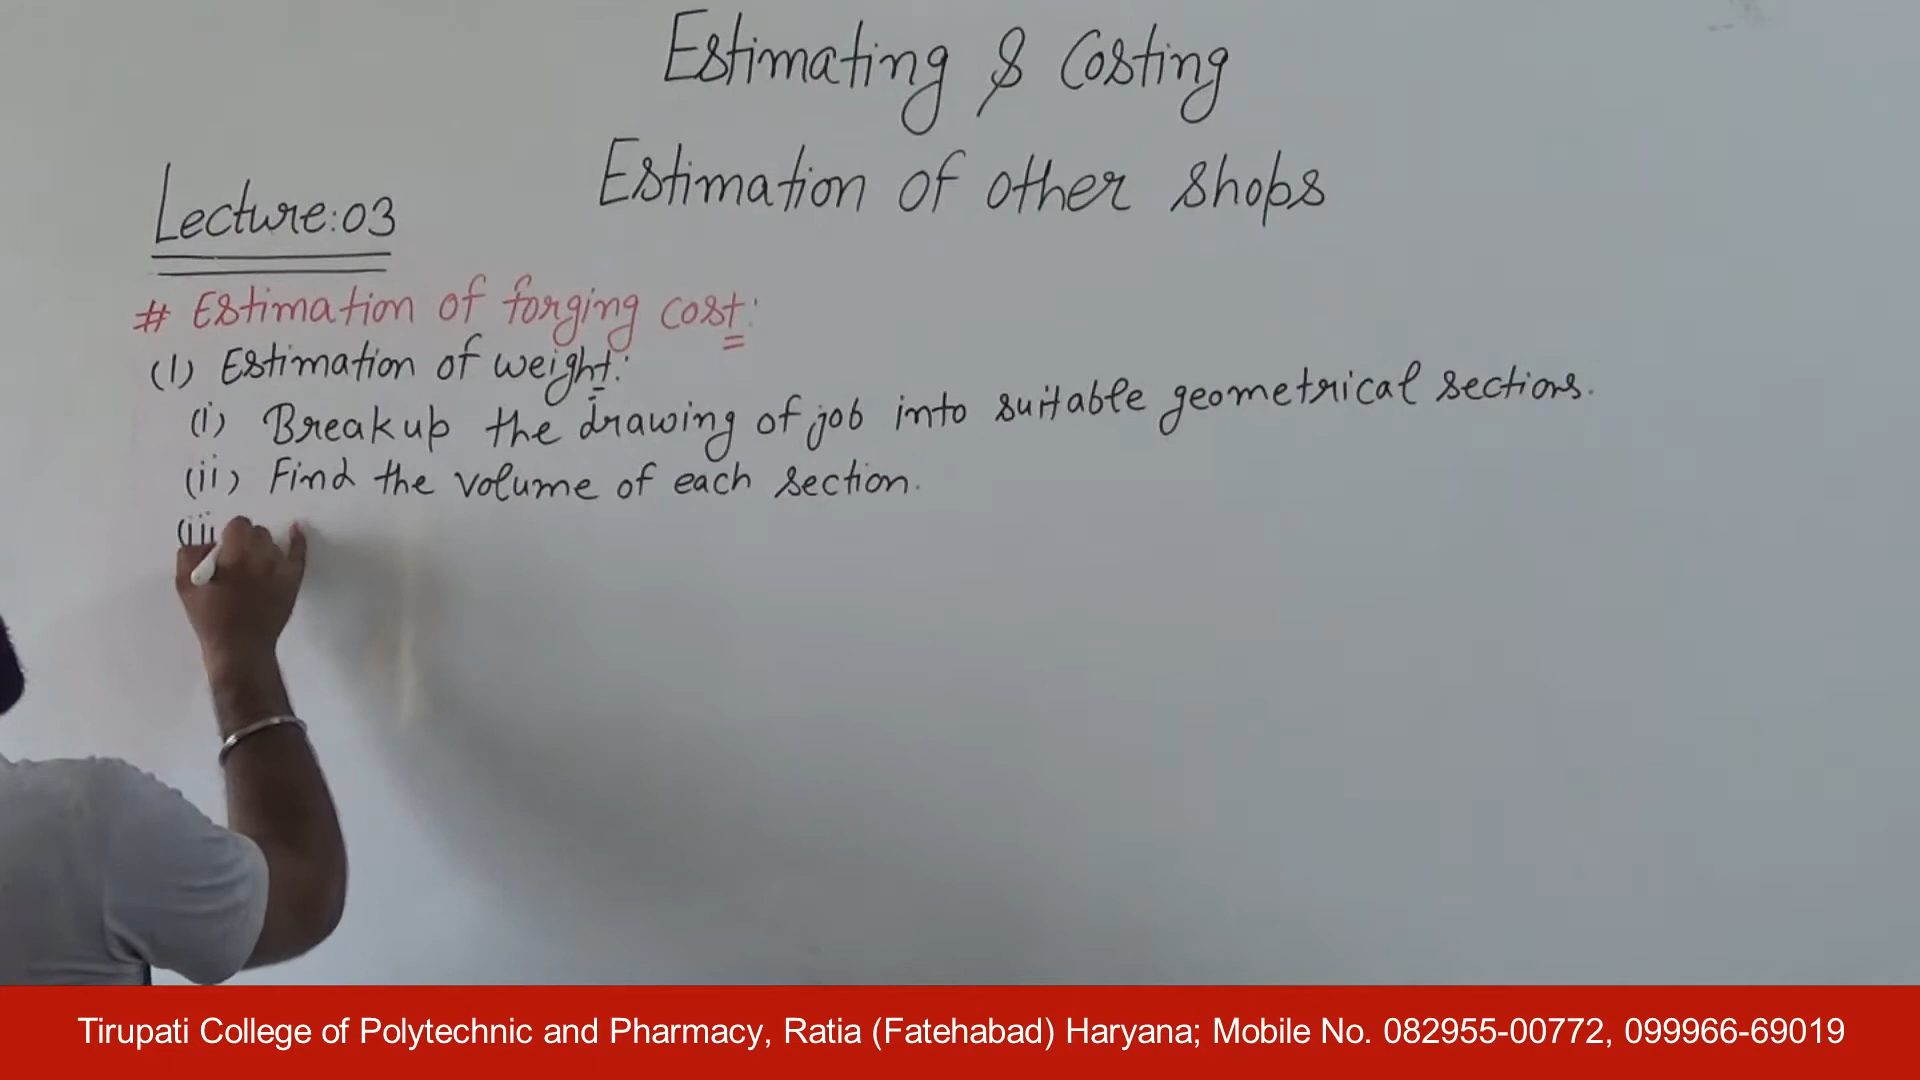 Estimating & Costing
Estimation of other shops
Lecture:03
# Estimation of forging cost:
(1) Estimation of weight:
(i) Breakup the drawing of job into suitable geometrical sections.
(ii) Find the volume of each section.
(iii
Tirupati College of Polytechnic and Pharmacy, Ratia (Fatehabad) Haryana; Mobile No. 082955-00772, 099966-69019